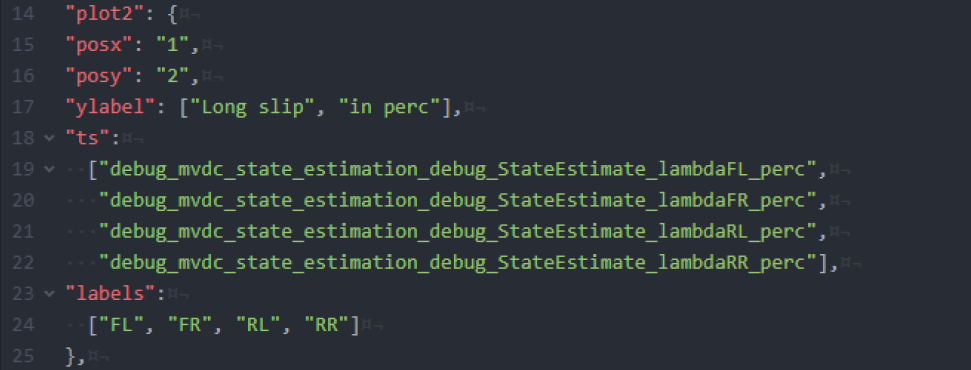 14 "plot2": {¤¬
15 "posx": "1",¤¬
16 "posy": "2",¤¬
17 "ylabel": ["Long slip", "in perc"],¤¬
18 "ts":¤¬
19 ··["debug_mvdc_state_estimation_debug_StateEstimate_lambdaFL_perc",¤¬
20 ···"debug_mvdc_state_estimation_debug_StateEstimate_lambdaFR_perc",¤¬
21 ···"debug_mvdc_state_estimation_debug_StateEstimate_lambdaRL_perc",¤¬
22 ···"debug_mvdc_state_estimation_debug_StateEstimate_lambdaRR_perc"],¤¬
23 "labels":¤¬
24 ··["FL", "FR", "RL", "RR"]¤¬
25 },¤¬